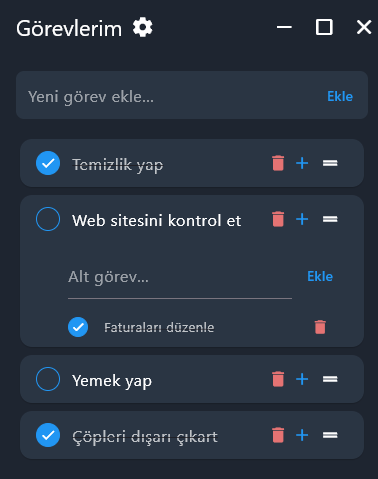 Görevlerim
Yeni görev ekle... Ekle
Temizlik yap
Web sitesini kontrol et
Alt görev... Ekle
Faturaları düzenle
Yemek yap
Çöpleri dışarı çıkart